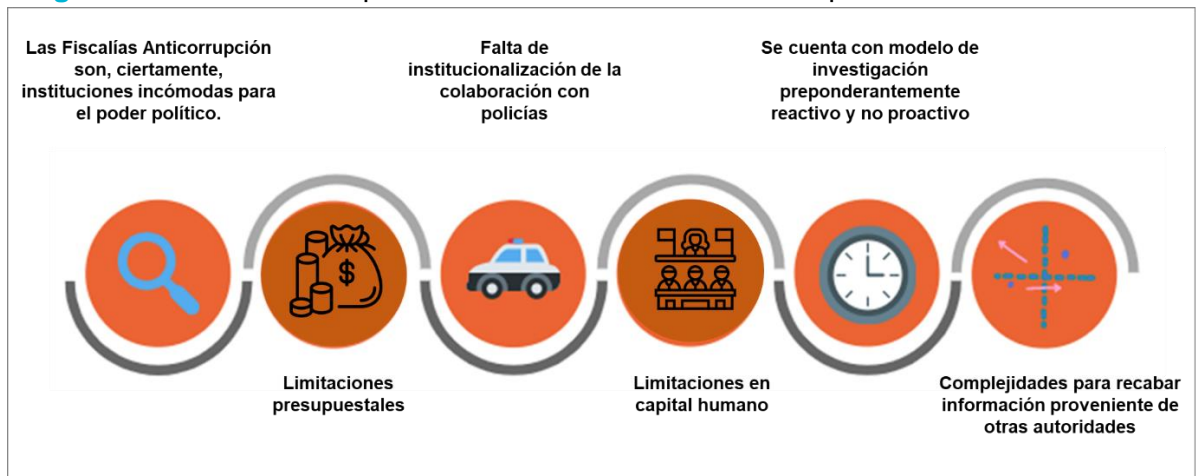 Las Fiscalías Anticorrupción
son, ciertamente,
instituciones incómodas para
el poder político.
Falta de
institucionalización de la
colaboración con
policías
Se cuenta con modelo de
investigación
preponderantemente
reactivo y no proactivo
$
Limitaciones
presupuestales
Limitaciones en
capital humano
Complejidades para recabar
información proveniente de
otras autoridades